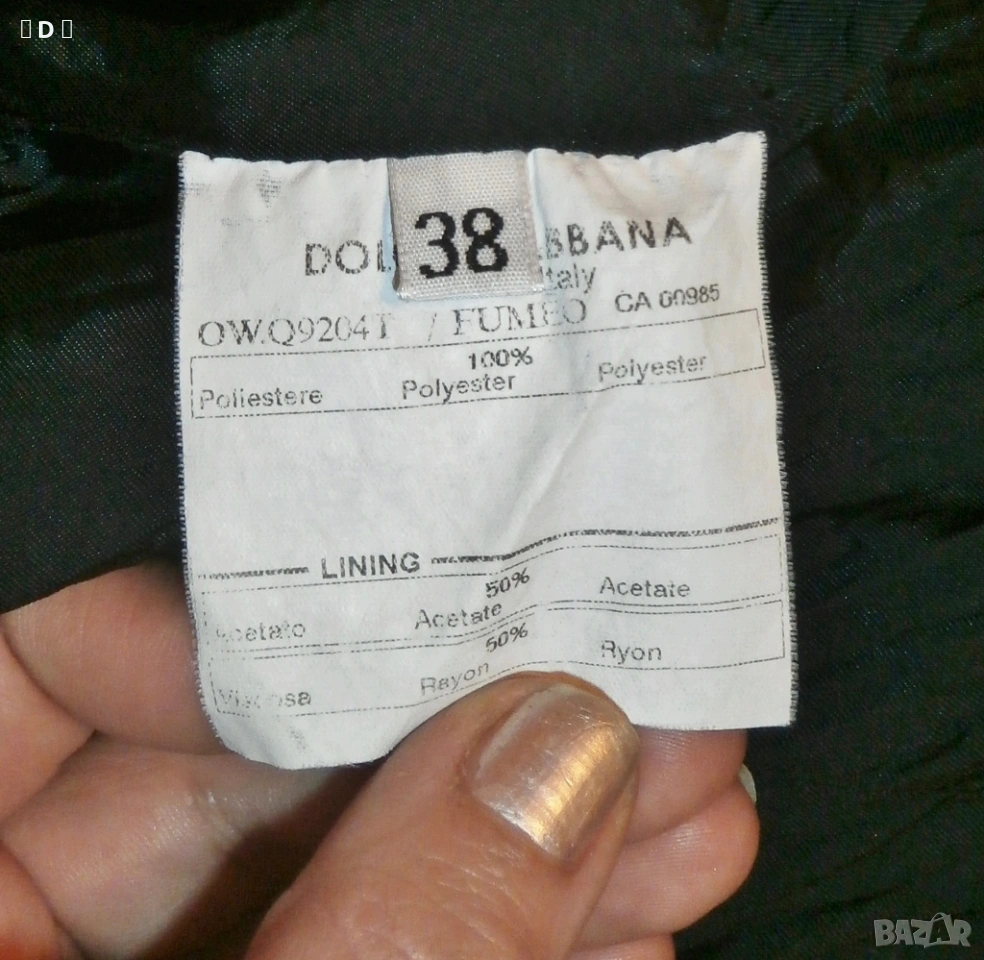 D
38
DOL BBANA
taly
OW.Q9204T / FUMEO CA 00985
100%
Poliestere Polyester Polyester
LINING
50%
Acetato Acetate Acetate
50%
Viscosa Rayon Ryon
BAZAR